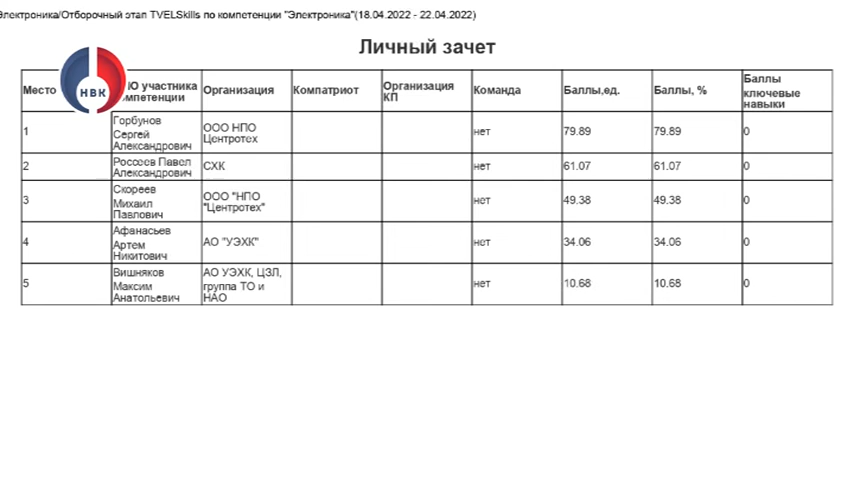 Электроника/Отборочный этап TVELSkills по компетенции "Электроника"(18.04.2022 - 22.04.2022)
Личный зачет
НВК
Место
ИО участника
мпетенции
Организация
Компатриот
Организация
КП
Команда
Баллы,ед.
Баллы, %
Баллы
ключевые
навыки
1
Горбунов
Сергей
Александрович
ООО НПО
Центротех
нет
79.89
79.89
0
2
Россеев Павел
Александрович
СХК
нет
61.07
61.07
0
3
Скореев
Михаил
Павлович
ООО "НПО
"Центротех"
нет
49.38
49.38
0
4
Афанасьев
Артем
Никитович
АО "УЭХК"
нет
34.06
34.06
0
5
Вишняков
Максим
Анатольевич
АО УЭХК, ЦЗЛ,
группа ТО и
НАО
нет
10.68
10.68
0